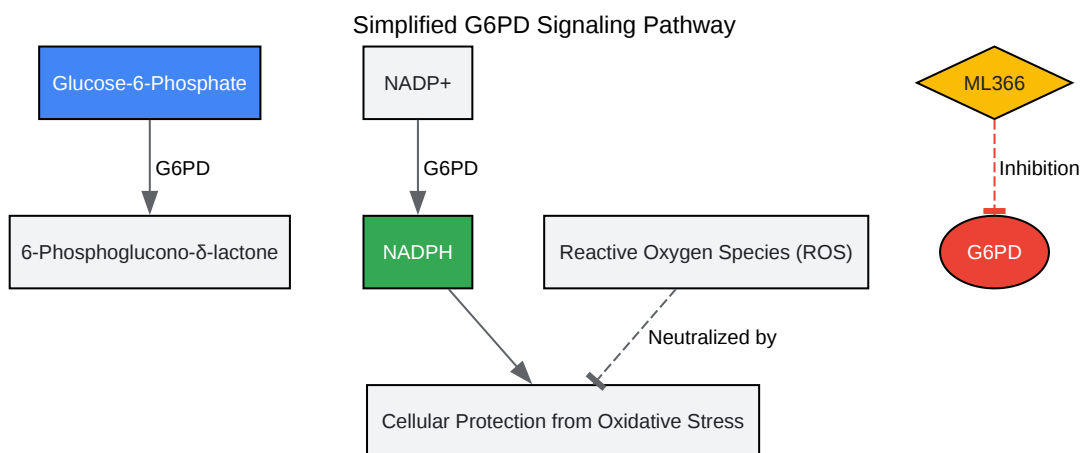 Simplified G6PD Signaling Pathway
Glucose-6-Phosphate
NADP+
ML366
G6PD
G6PD
Inhibition
6-Phosphoglucono-δ-lactone
NADPH
Reactive Oxygen Species (ROS)
G6PD
Neutralized by
Cellular Protection from Oxidative Stress